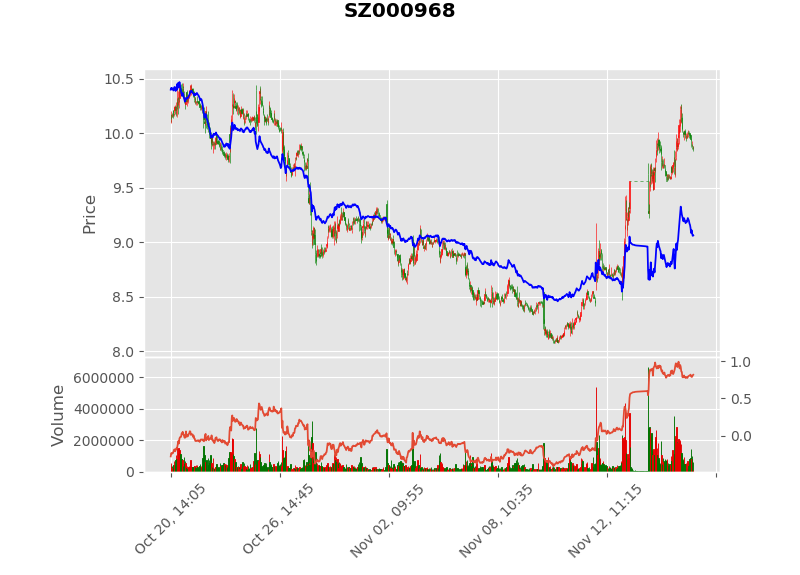 SZ000968
10.5
10.0
9.5
9.0
8.5
8.0
Price
6000000
4000000
2000000
0
Volume
1.0
0.5
0.0
Oct 20, 14:05
Oct 26, 14:45
Nov 02, 09:55
Nov 08, 10:35
Nov 12, 11:15